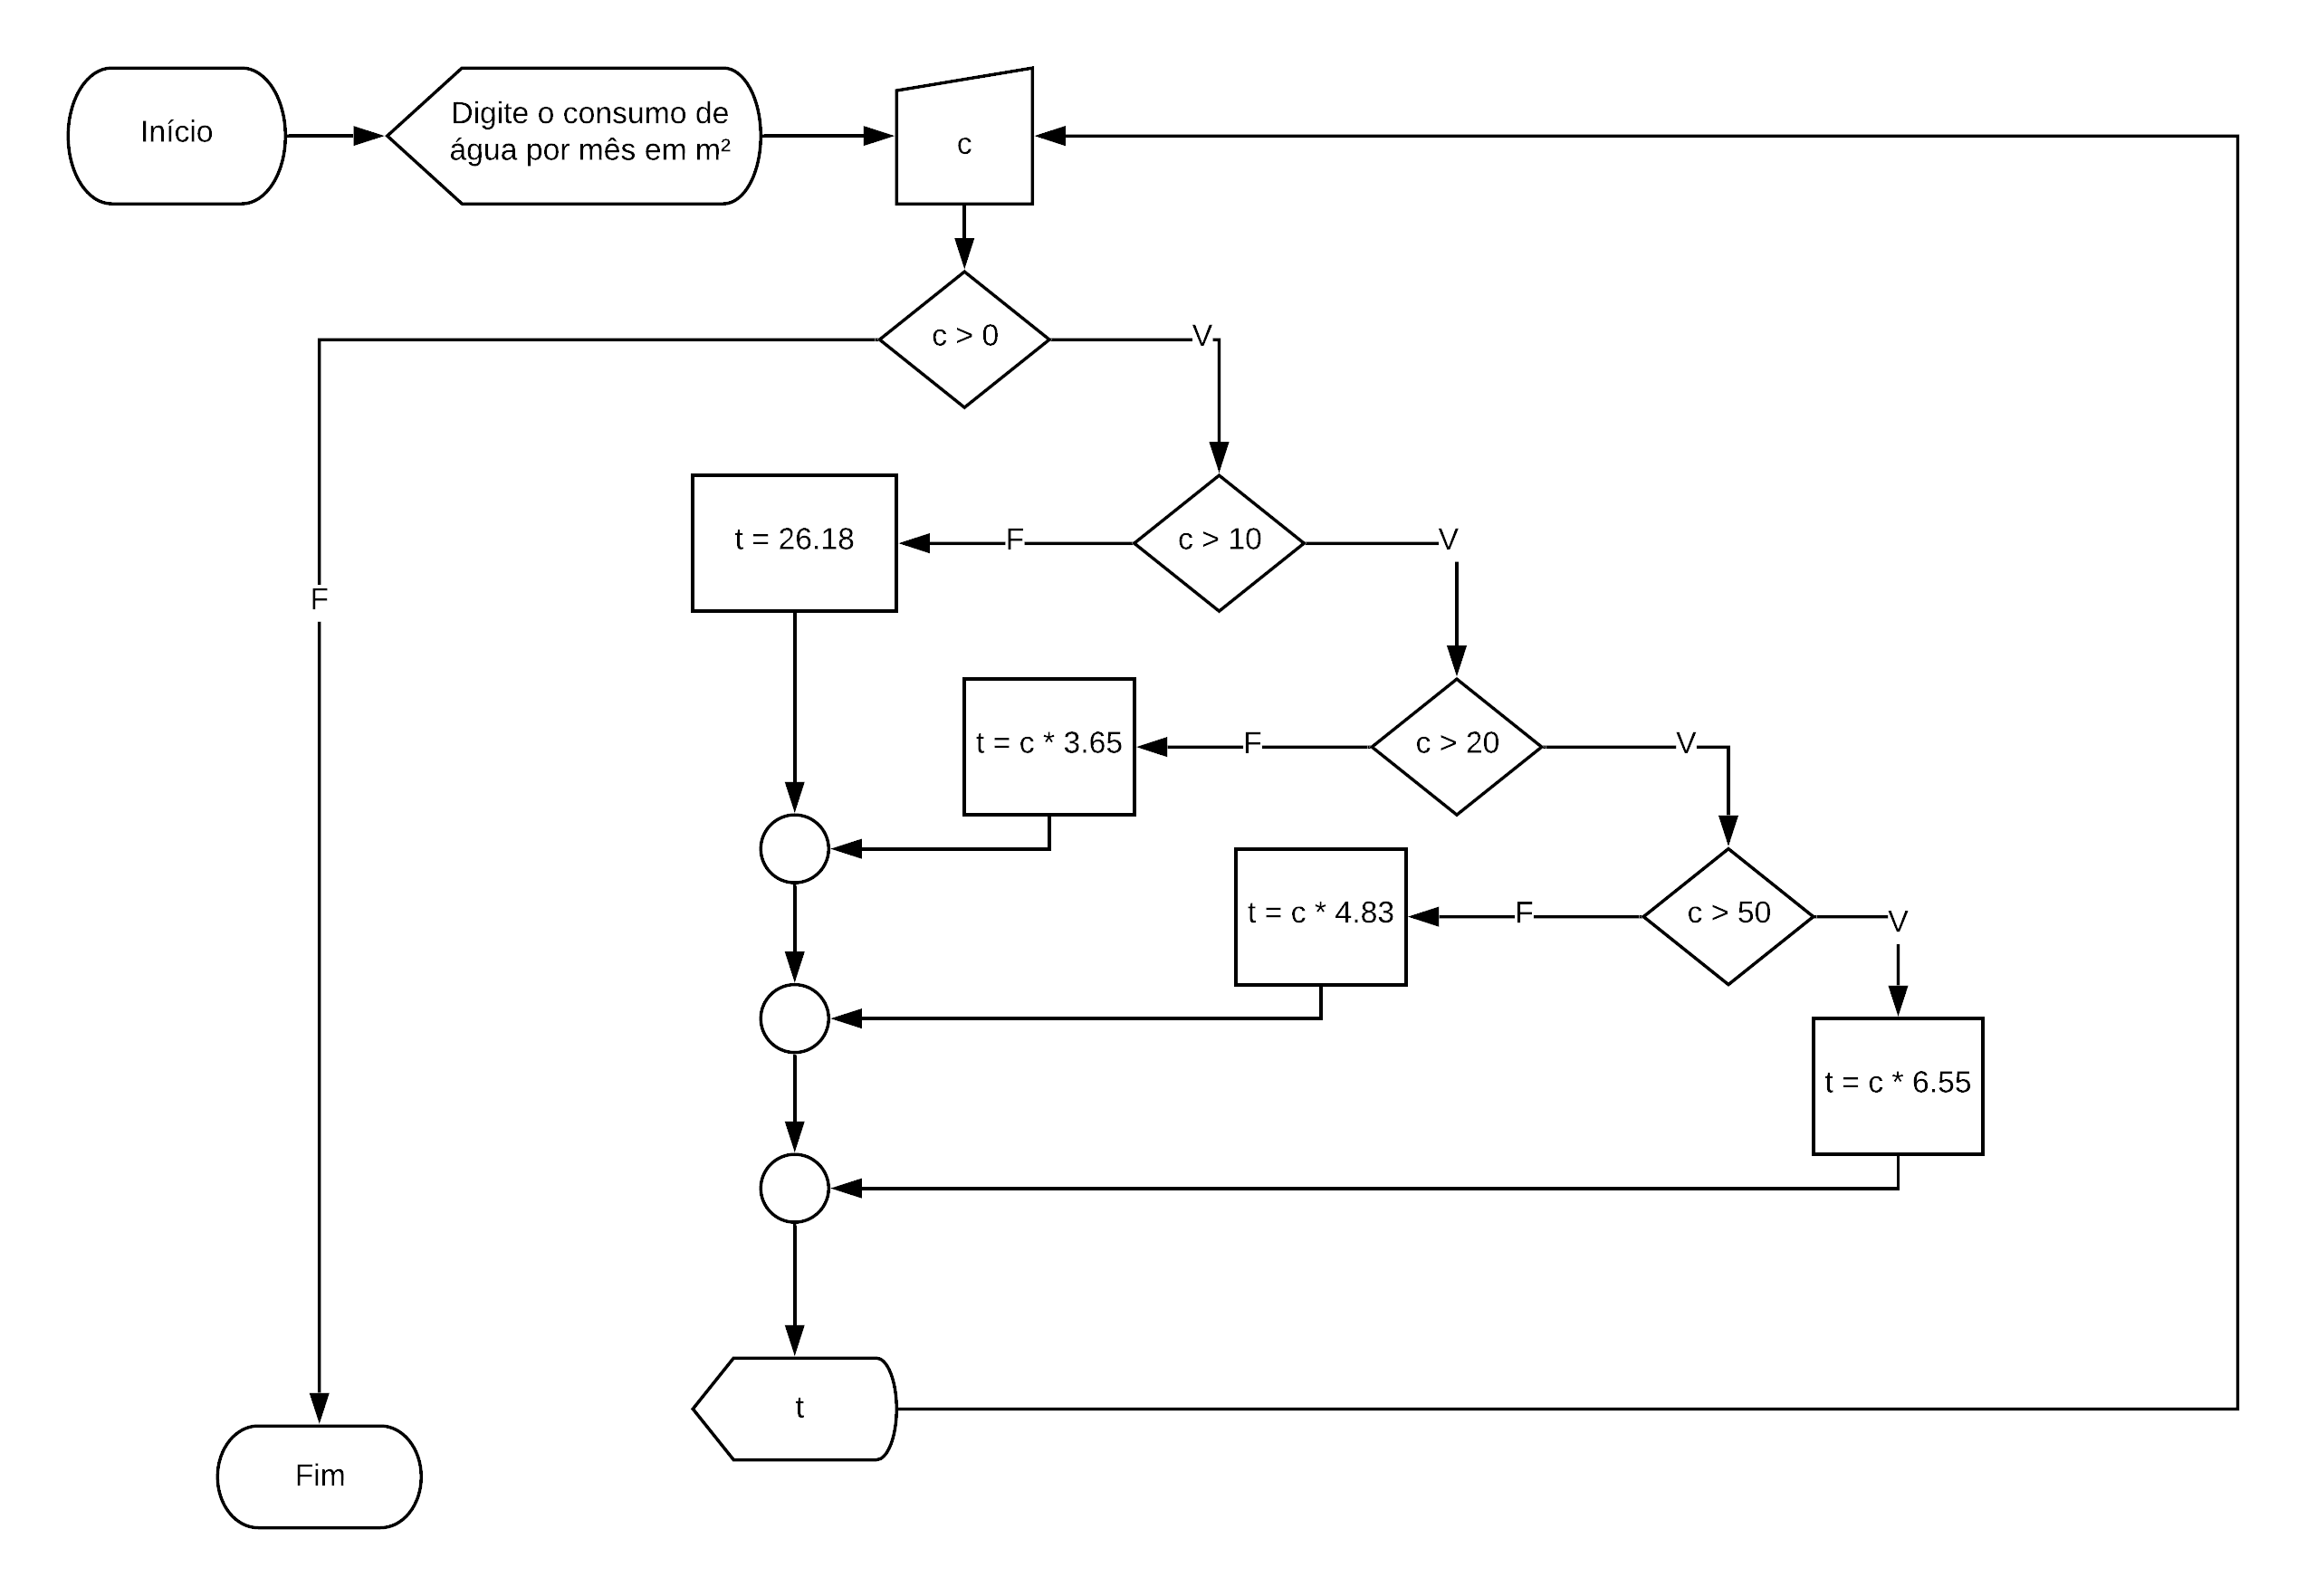 Início
Digite o consumo de
água por mês em m²
c
c > 0
V
F
t = 26.18
F
c > 10
V
t = c * 3.65
F
c > 20
V
t = c * 4.83
F
c > 50
V
t = c * 6.55
t
Fim